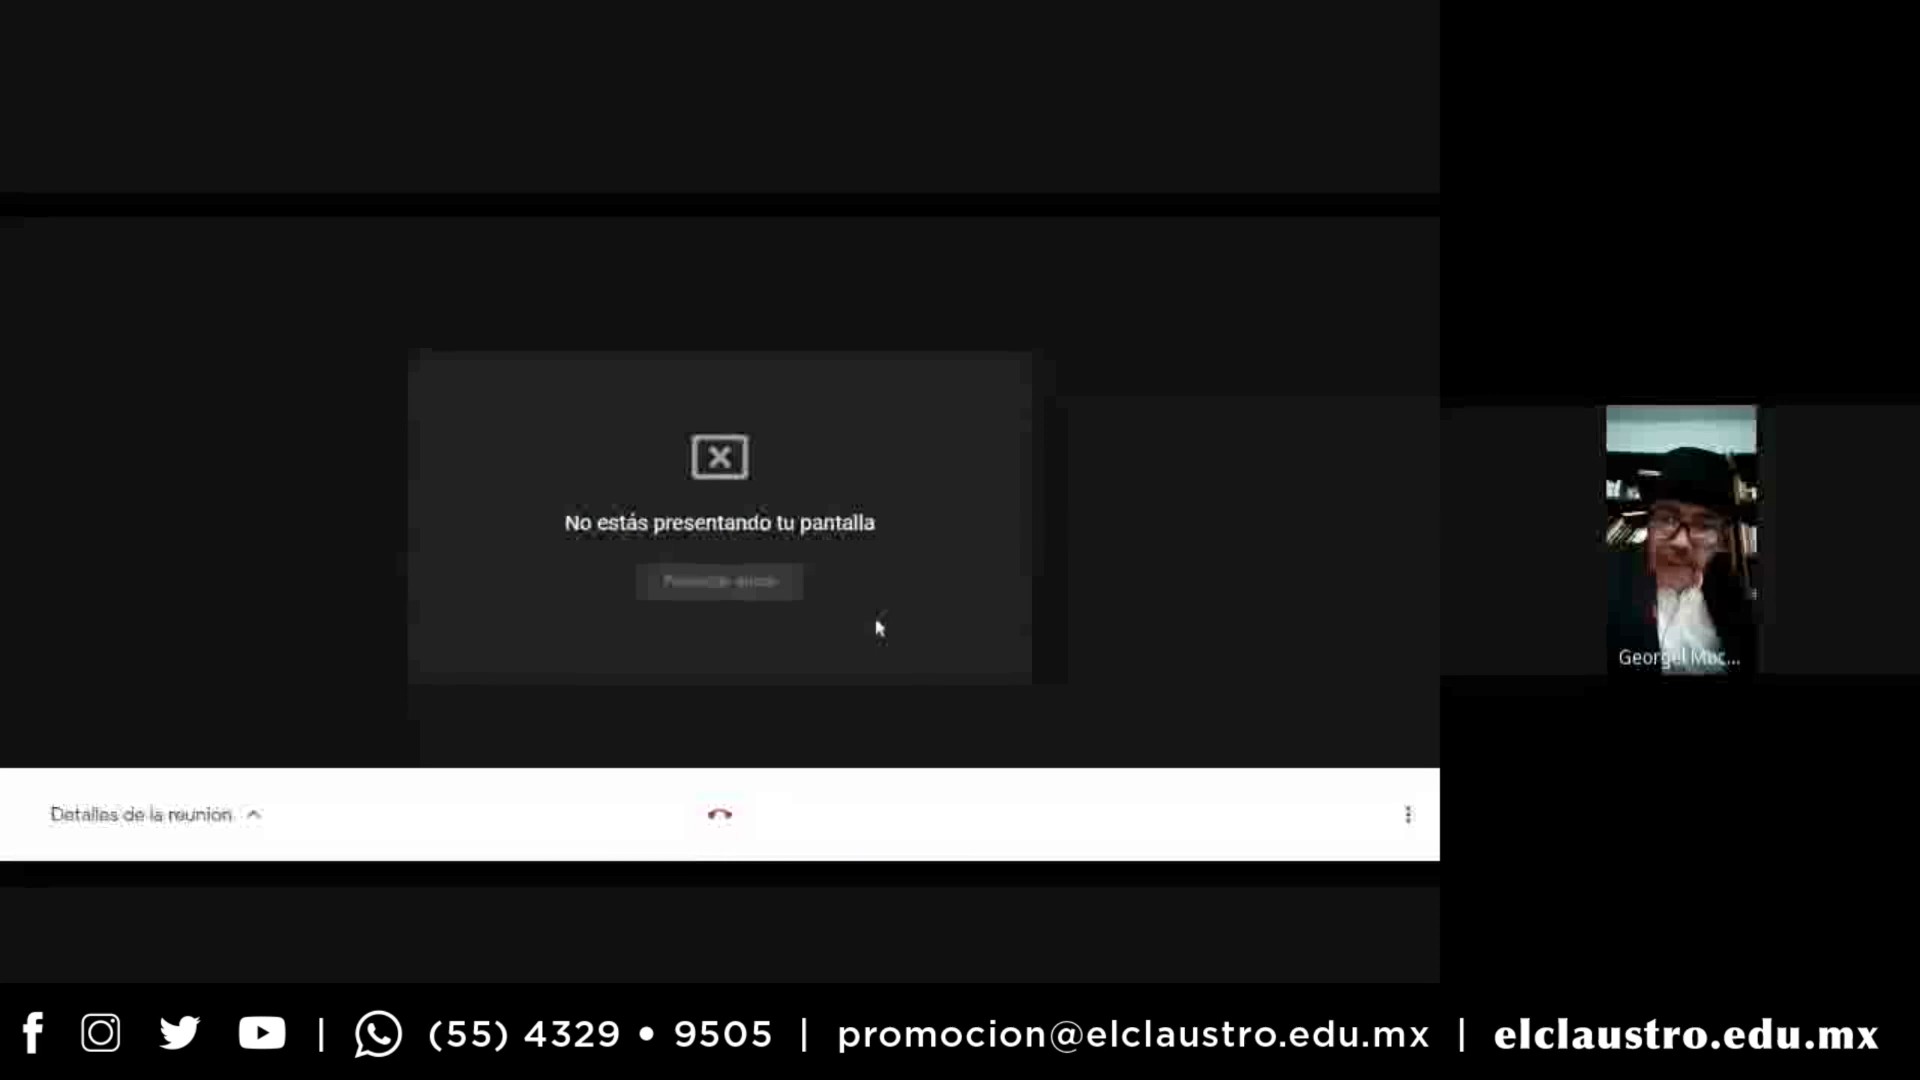 No estás presentando tu pantalla
Georgel Muc...
Detalles de la reunión
(55) 4329 • 9505 | promocion@elclaustro.edu.mx | elclaustro.edu.mx